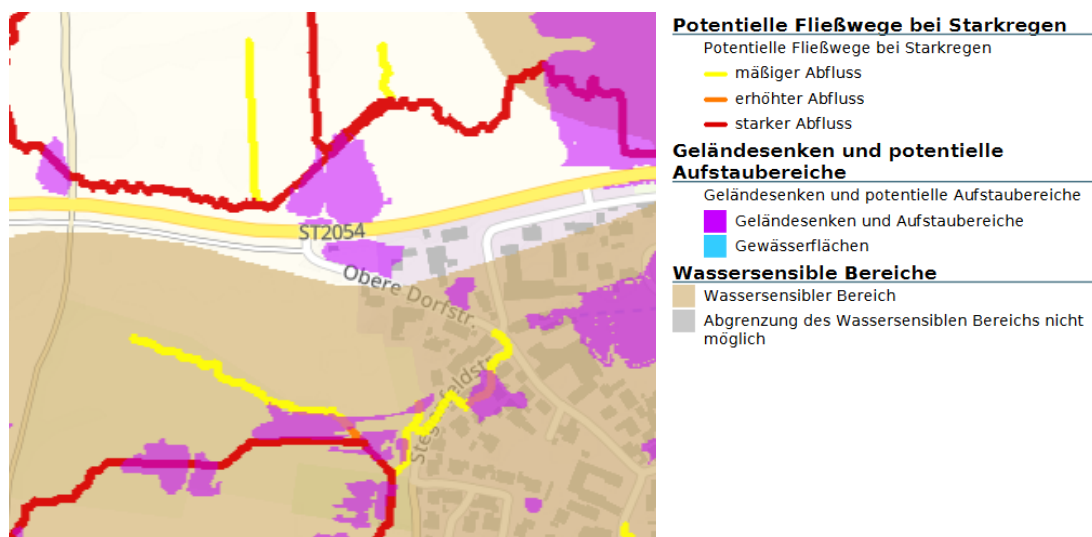 ST2054
Obere Dorfstr.
Potentielle Fließwege bei Starkregen
Potentielle Fließwege bei Starkregen
mäßiger Abfluss
erhöhter Abfluss
starker Abfluss
Geländesenken und potentielle
Aufstaubereiche
Geländesenken und potentielle Aufstaubereiche
Geländesenken und Aufstaubereiche
Gewässerflächen
Wassersensible Bereiche
Wassersensibler Bereich
Abgrenzung des Wassersensiblen Bereichs nicht
möglich